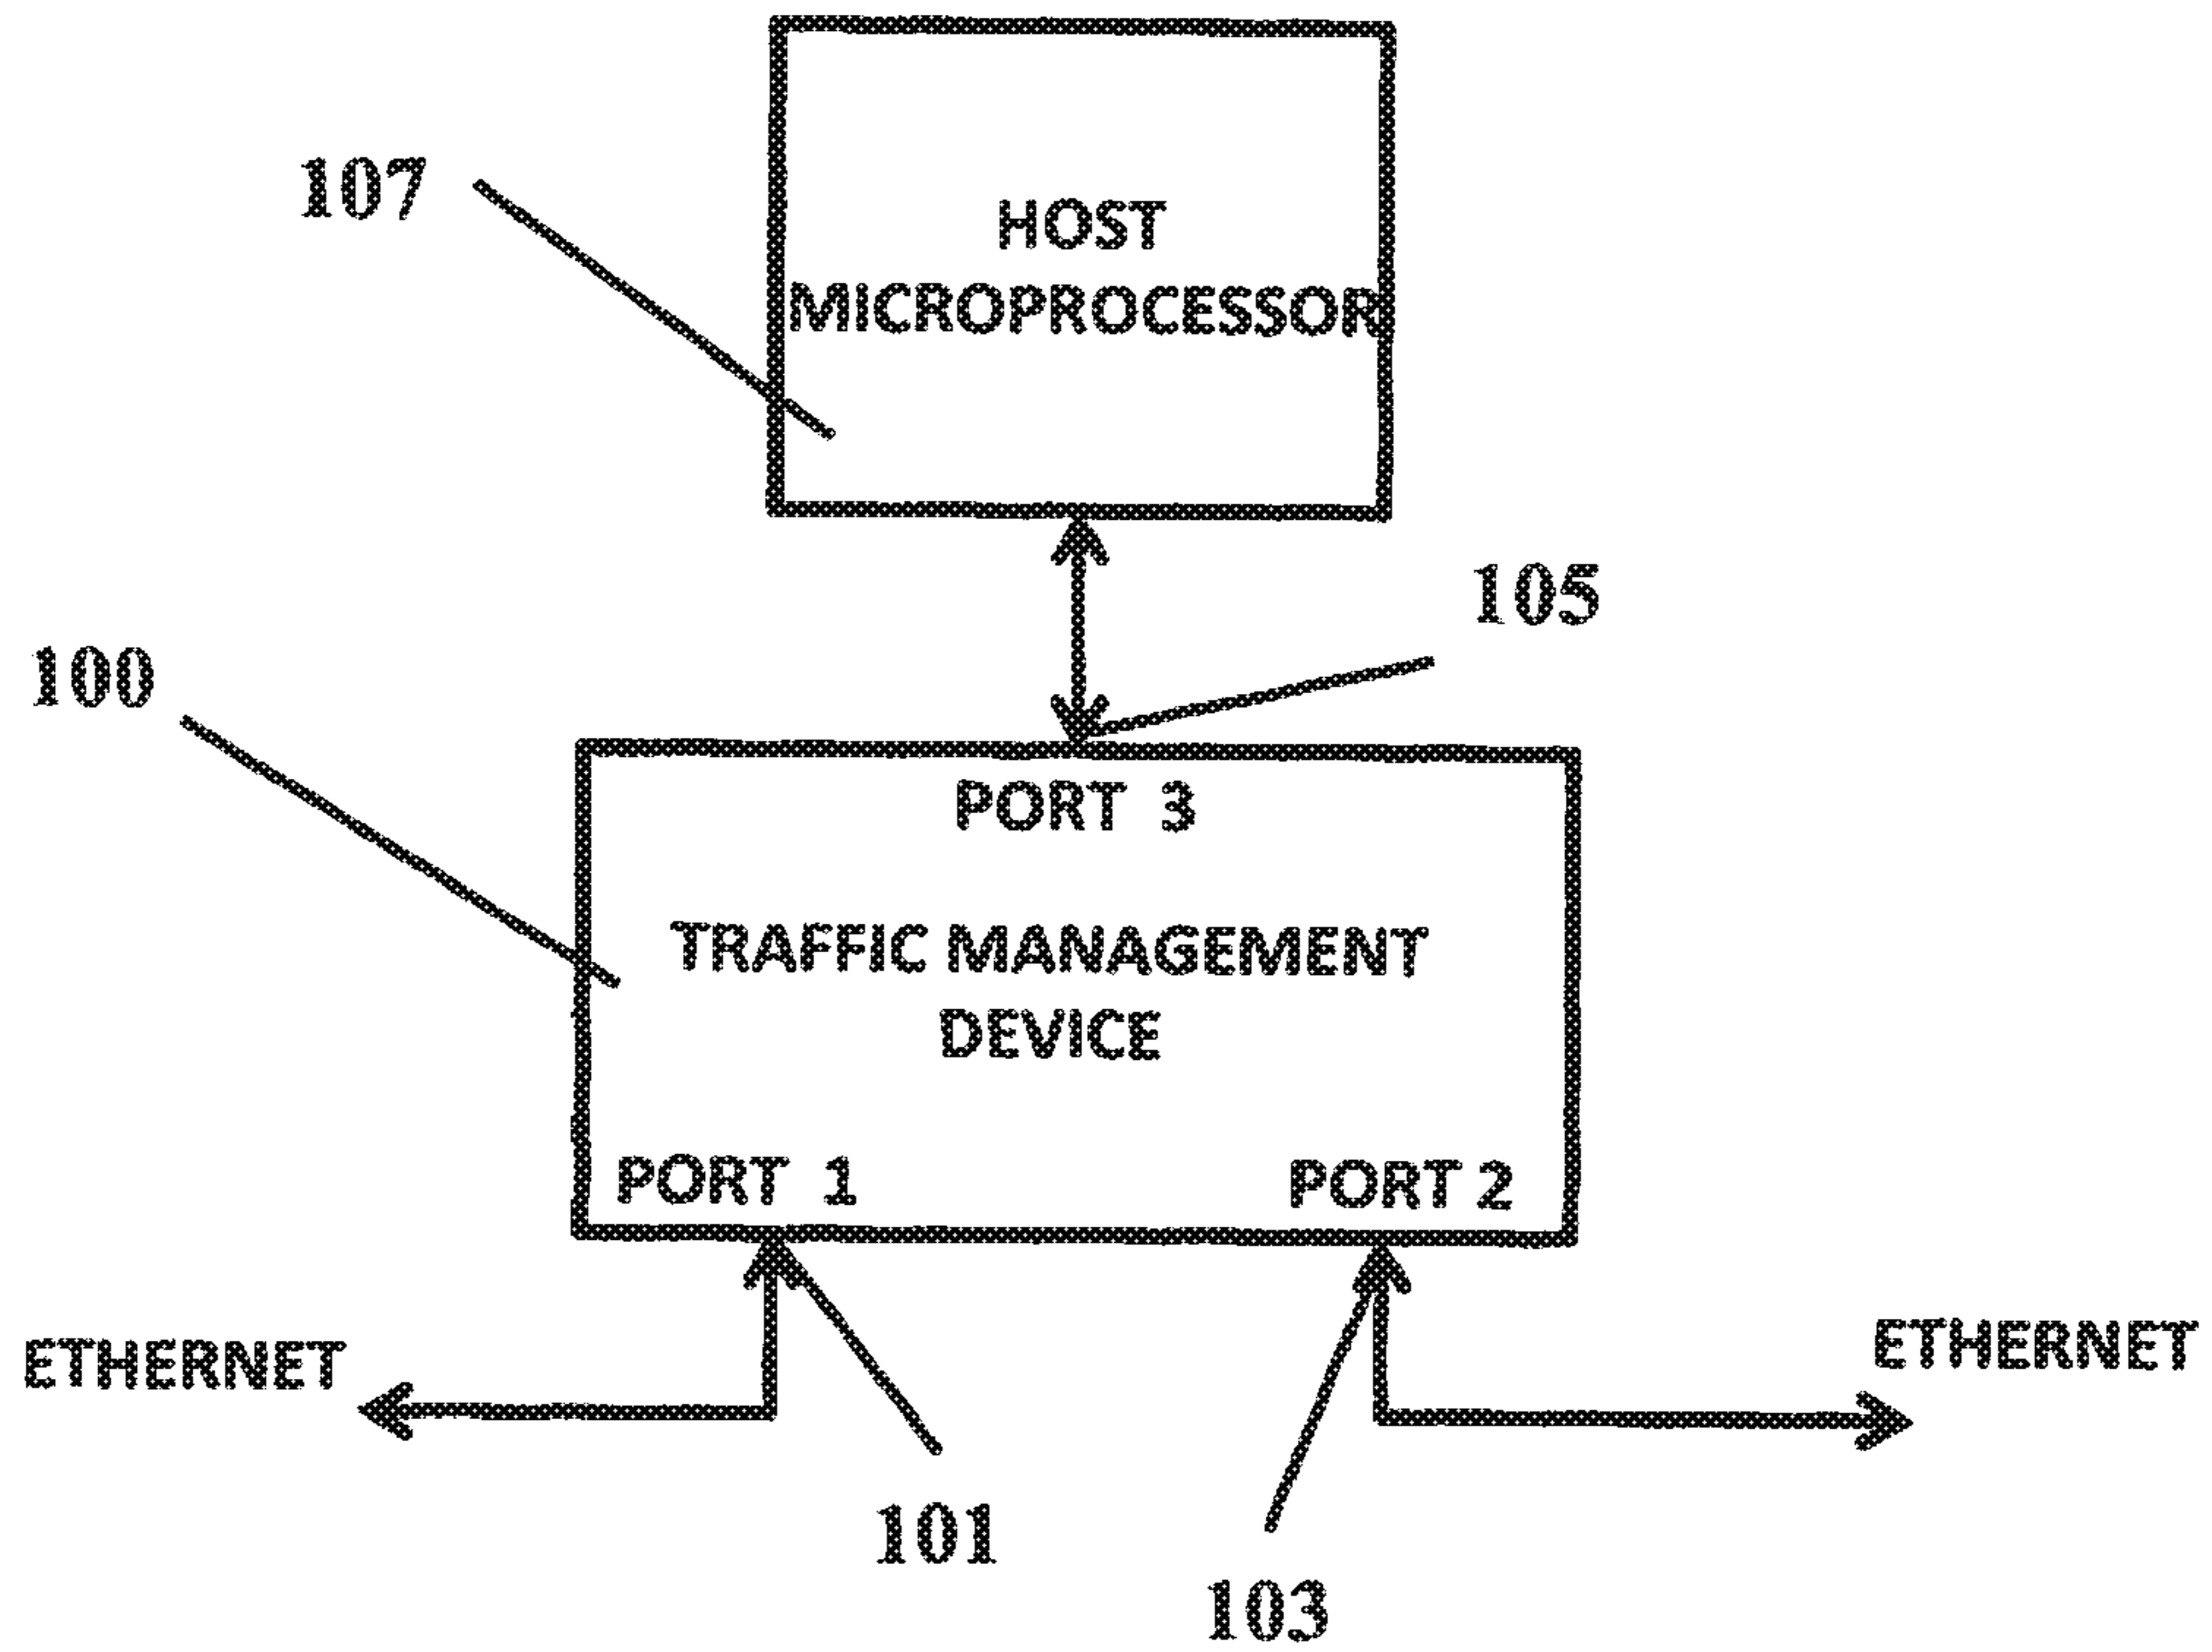 107
HOST
MICROPROCESSOR
105
100
PORT 3
TRAFFIC MANAGEMENT
DEVICE
PORT 1
PORT 2
ETHERNET
ETHERNET
101
103